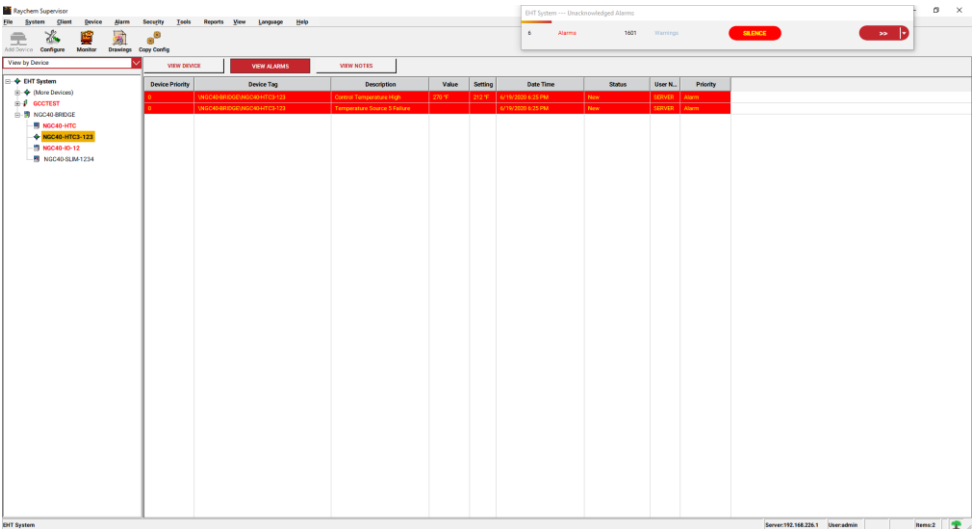 Raychem Supervisor
EHT System --- Unacknowledged Alarms
File System Client Device Alarm Security Tools Reports View Language Help
6 Alarms 1601 Warnings SILENCE >>
Add Device Configure Monitor Drawings Copy Config
View by Device
VIEW DEVICE VIEW ALARMS VIEW NOTES
EHT System
(More Devices)
GCCTEST
NGC40-BRIDGE
NGC40-HTC
NGC40-HTC3-123
NGC40-IO-12
NGC40-SLIM-1234
Device Priority Device Tag Description Value Setting Date Time Status User N... Priority
0 \NGC40-BRIDGE\NGC40-HTC3-123 Control Temperature High 270 °F 212 °F 6/19/2020 6:25 PM New SERVER Alarm
0 \NGC40-BRIDGE\NGC40-HTC3-123 Temperature Source 5 Failure 6/19/2020 6:25 PM New SERVER Alarm
EHT System Server:192.168.226.1 User:admin Items:2